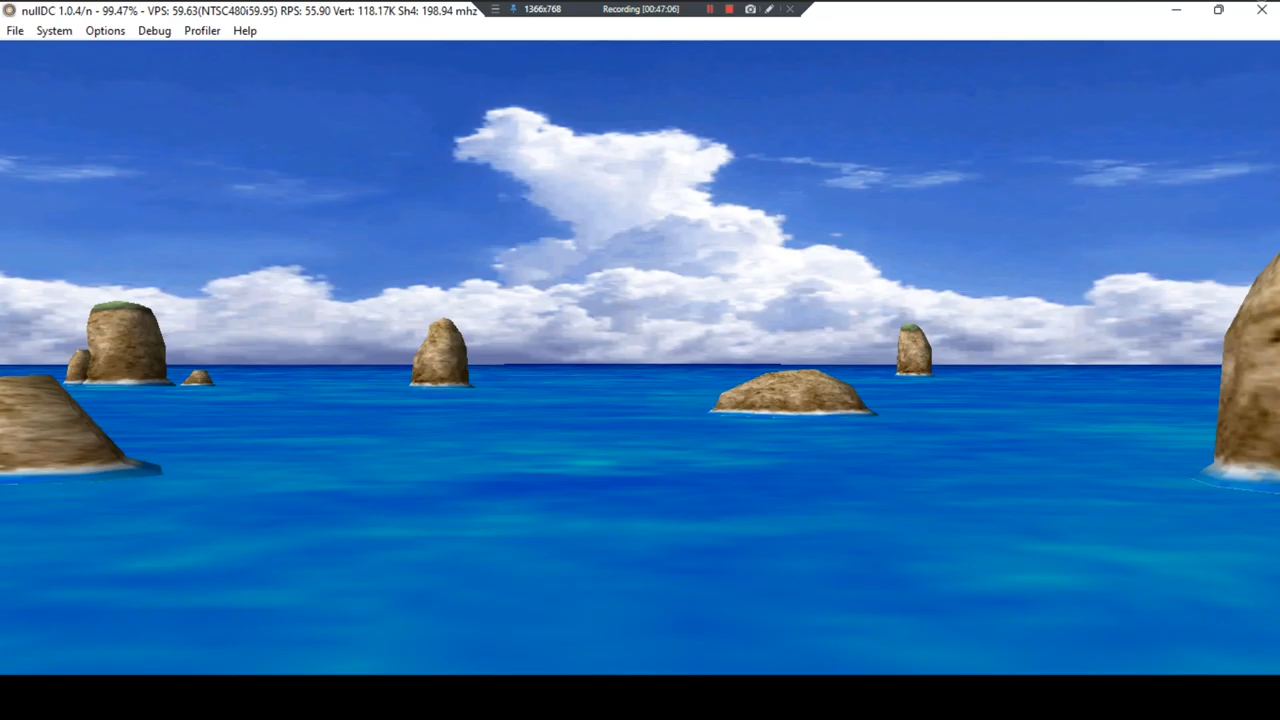 nullDC 1.0.4/n - 99.47% - VPS: 59.63(NTSC480i59.95) RPS: 55.90 Vert: 118.17K Sh4: 198.94 mhz
1366x768
Recording [00:47:06]
File System Options Debug Profiler Help